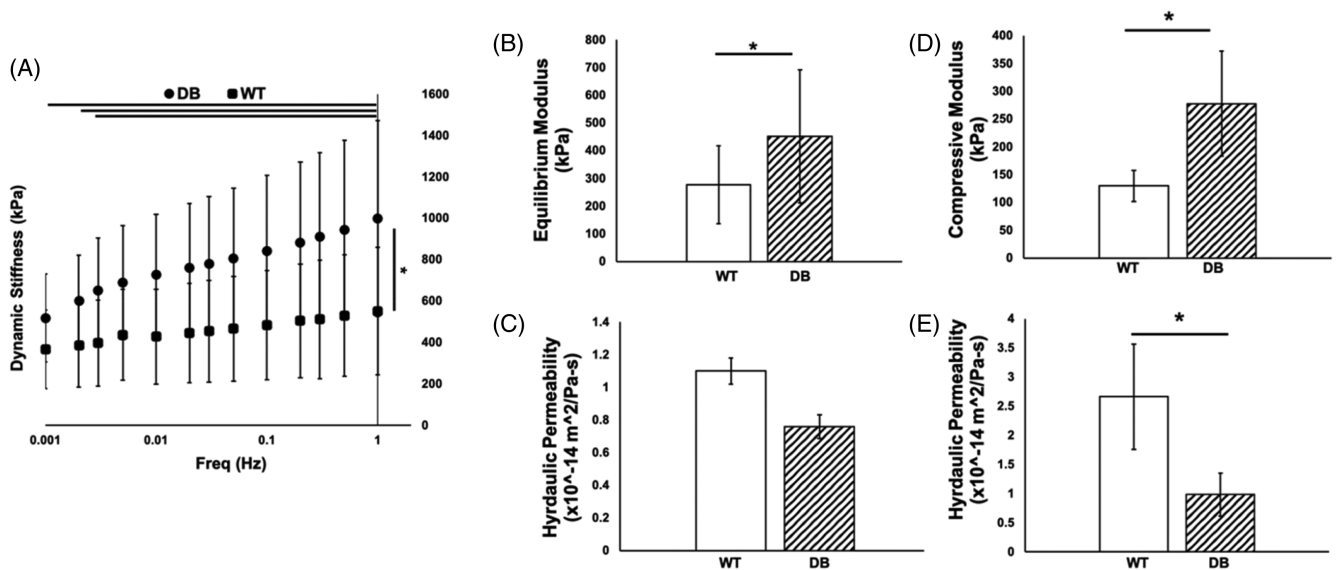 (A)
DB WT
1600
1400
1200
1000
800
600
400
200
0
*
Dynamic Stiffness (kPa)
0.001 0.01 0.1 1
Freq (Hz)
(B)
Equilibrium Modulus
(kPa)
800
700
600
500
400
300
200
100
0
*
WT DB
(C)
Hyrdaulic Permeability
(x10^-14 m^2/Pa-s)
1.4
1.2
1
0.8
0.6
0.4
0.2
0
WT DB
(D)
Compressive Modulus
(kPa)
400
350
300
250
200
150
100
50
0
*
WT DB
(E)
Hyrdaulic Permeability
(x10^-14 m^2/Pa-s)
4
3.5
3
2.5
2
1.5
1
0.5
0
*
WT DB